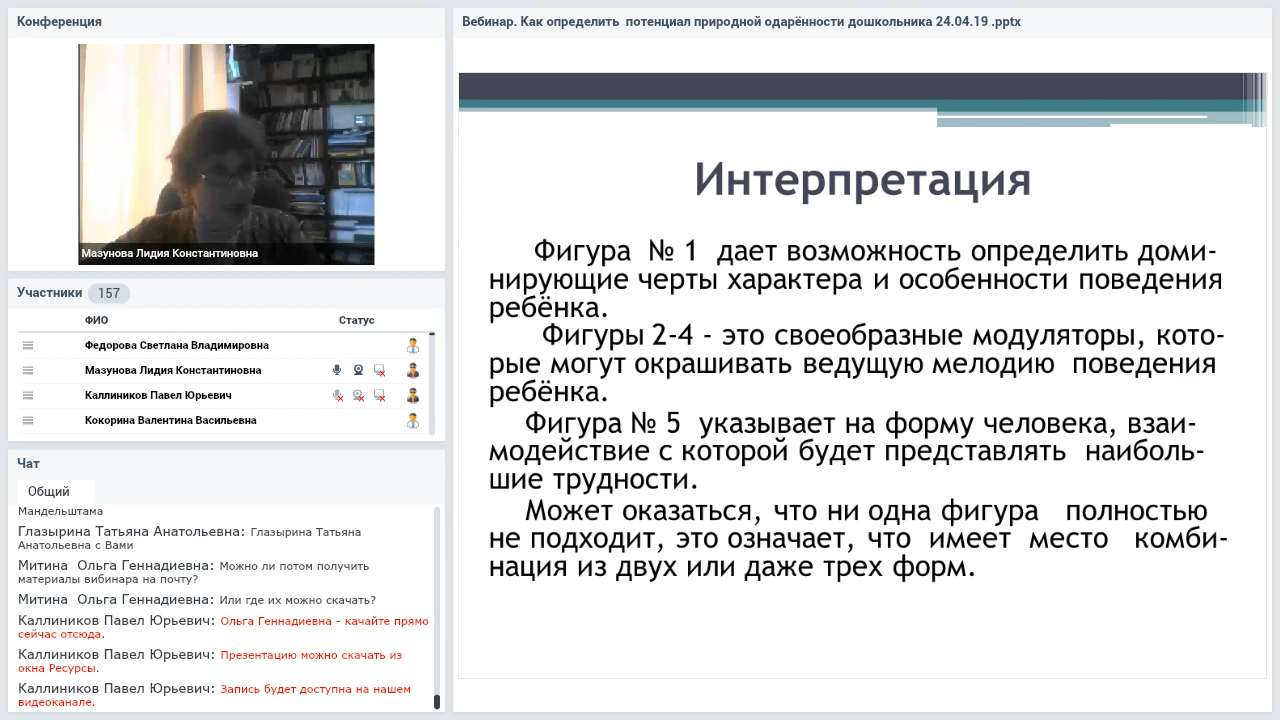 Конференция
Мазунова Лидия Константиновна
Участники 157
ФИО Статус
Федорова Светлана Владимировна
Мазунова Лидия Константиновна
Каллиников Павел Юрьевич
Кокорина Валентина Васильевна
Чат
Общий
Мандельштама
Глазырина Татьяна Анатольевна: Глазырина Татьяна
Анатольевна с Вами
Митина  Ольга Геннадиевна: Можно ли потом получить
материалы вибинара на почту?
Митина  Ольга Геннадиевна: Или где их можно скачать?
Каллиников Павел Юрьевич: Ольга Геннадиевна - качайте прямо
сейчас отсюда.
Каллиников Павел Юрьевич: Презентацию можно скачать из
окна Ресурсы.
Каллиников Павел Юрьевич: Запись будет доступна на нашем
видеоканале.
Вебинар. Как определить  потенциал природной одарённости дошкольника 24.04.19 .pptx
Интерпретация
Фигура  № 1  дает возможность определить доми-
нирующие черты характера и особенности поведения
ребёнка.
Фигуры 2-4 - это своеобразные модуляторы, кото-
рые могут окрашивать ведущую мелодию  поведения
ребёнка.
Фигура № 5  указывает на форму человека, взаи-
модействие с которой будет представлять  наиболь-
шие трудности.
Может оказаться, что ни одна фигура   полностью
не подходит, это означает, что  имеет  место   комби-
нация из двух или даже трех форм.